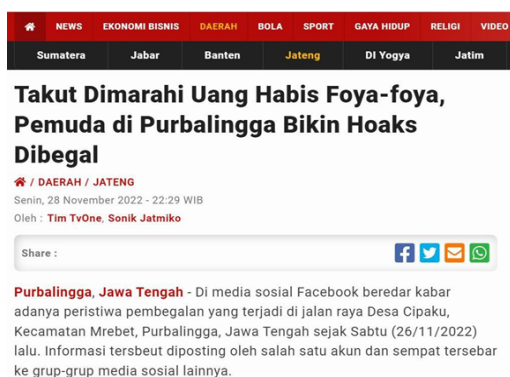 NEWS EKONOMI BISNIS DAERAH BOLA SPORT GAYA HIDUP RELIGI VIDEO
Sumatera Jabar Banten Jateng DI Yogya Jatim
Takut Dimarahi Uang Habis Foya-foya,
Pemuda di Purbalingga Bikin Hoaks
Dibegal
/ DAERAH / JATENG
Senin, 28 November 2022 - 22:29 WIB
Oleh : Tim TvOne, Sonik Jatmiko
Share :
Purbalingga, Jawa Tengah - Di media sosial Facebook beredar kabar
adanya peristiwa pembegalan yang terjadi di jalan raya Desa Cipaku,
Kecamatan Mrebet, Purbalingga, Jawa Tengah sejak Sabtu (26/11/2022)
lalu. Informasi tersbeut diposting oleh salah satu akun dan sempat tersebar
ke grup-grup media sosial lainnya.